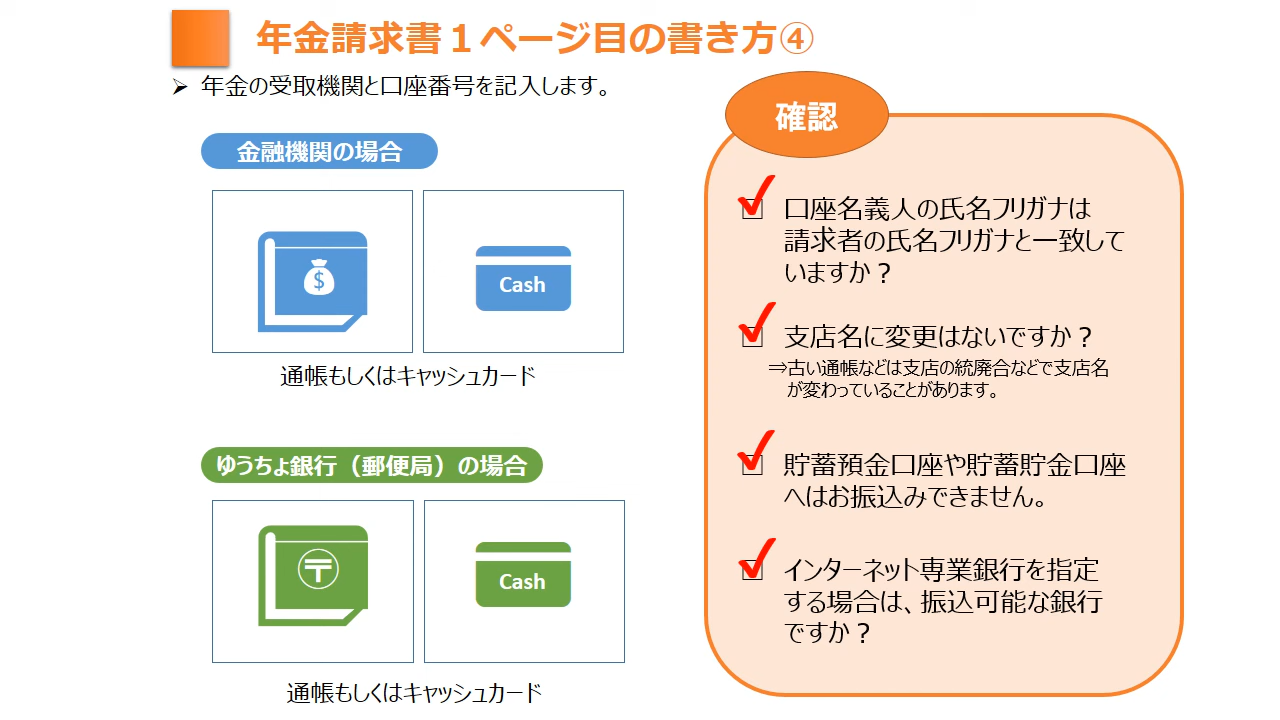 年金請求書１ページ目の書き方④
➢ 年金の受取機関と口座番号を記入します。
金融機関の場合
$
Cash
通帳もしくはキャッシュカード
ゆうちょ銀行（郵便局）の場合
〒
Cash
通帳もしくはキャッシュカード
確認
口座名義人の氏名フリガナは
請求者の氏名フリガナと一致して
いますか？
支店名に変更はないですか？
⇒古い通帳などは支店の統廃合などで支店名
が変わっていることがあります。
貯蓄預金口座や貯蓄貯金口座
へはお振込みできません。
インターネット専業銀行を指定
する場合は、振込可能な銀行
ですか？